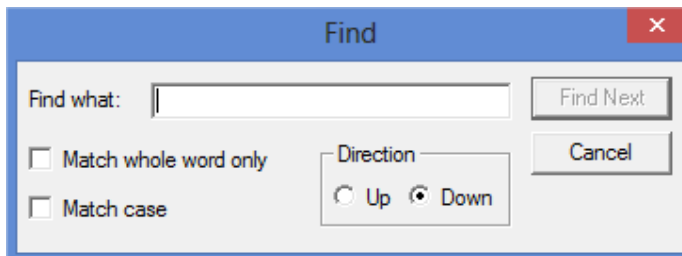 Find
Find what:
Find Next
Match whole word only
Direction
Cancel
Match case
Up
Down